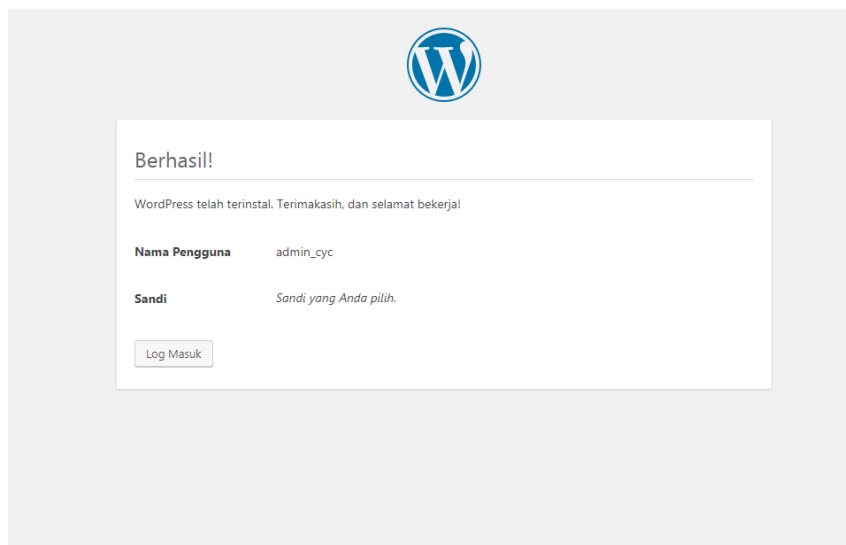 Berhasil!
WordPress telah terinstal. Terimakasih, dan selamat bekerja!
Nama Pengguna admin_cyc
Sandi Sandi yang Anda pilih.
Log Masuk